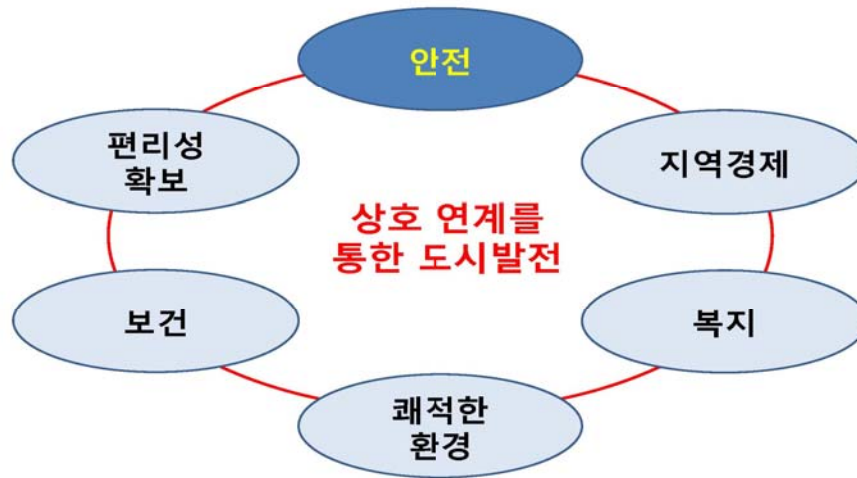 안전
편리성
확보
지역경제
상호 연계를
통한 도시발전
보건
복지
쾌적한
환경